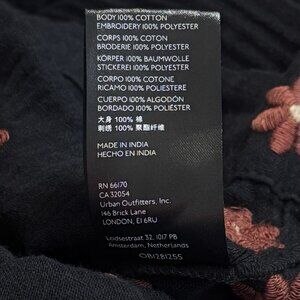 BODY 100% COTTON
EMBROIDERY 100% POLYESTER
CORPS 100% COTON
BRODERIE 100% POLYESTER
KÖRPER 100% BAUMWOLLE
STICKEREI 100% POLYESTER
CORPO 100% COTONE
RICAMO 100% POLIESTERE
CUERPO 100% ALGODÓN
BORDADO 100% POLIÉSTER
大身 100% 棉
刺绣 100% 聚酯纤维
MADE IN INDIA
HECHO EN INDIA
RN 66170
CA 32054
Urban Outfitters, Inc.
146 Brick Lane
LONDON, E1 6RU
Leidsestraat 32, 1017 PB
Amsterdam, Netherlands
OB1281255